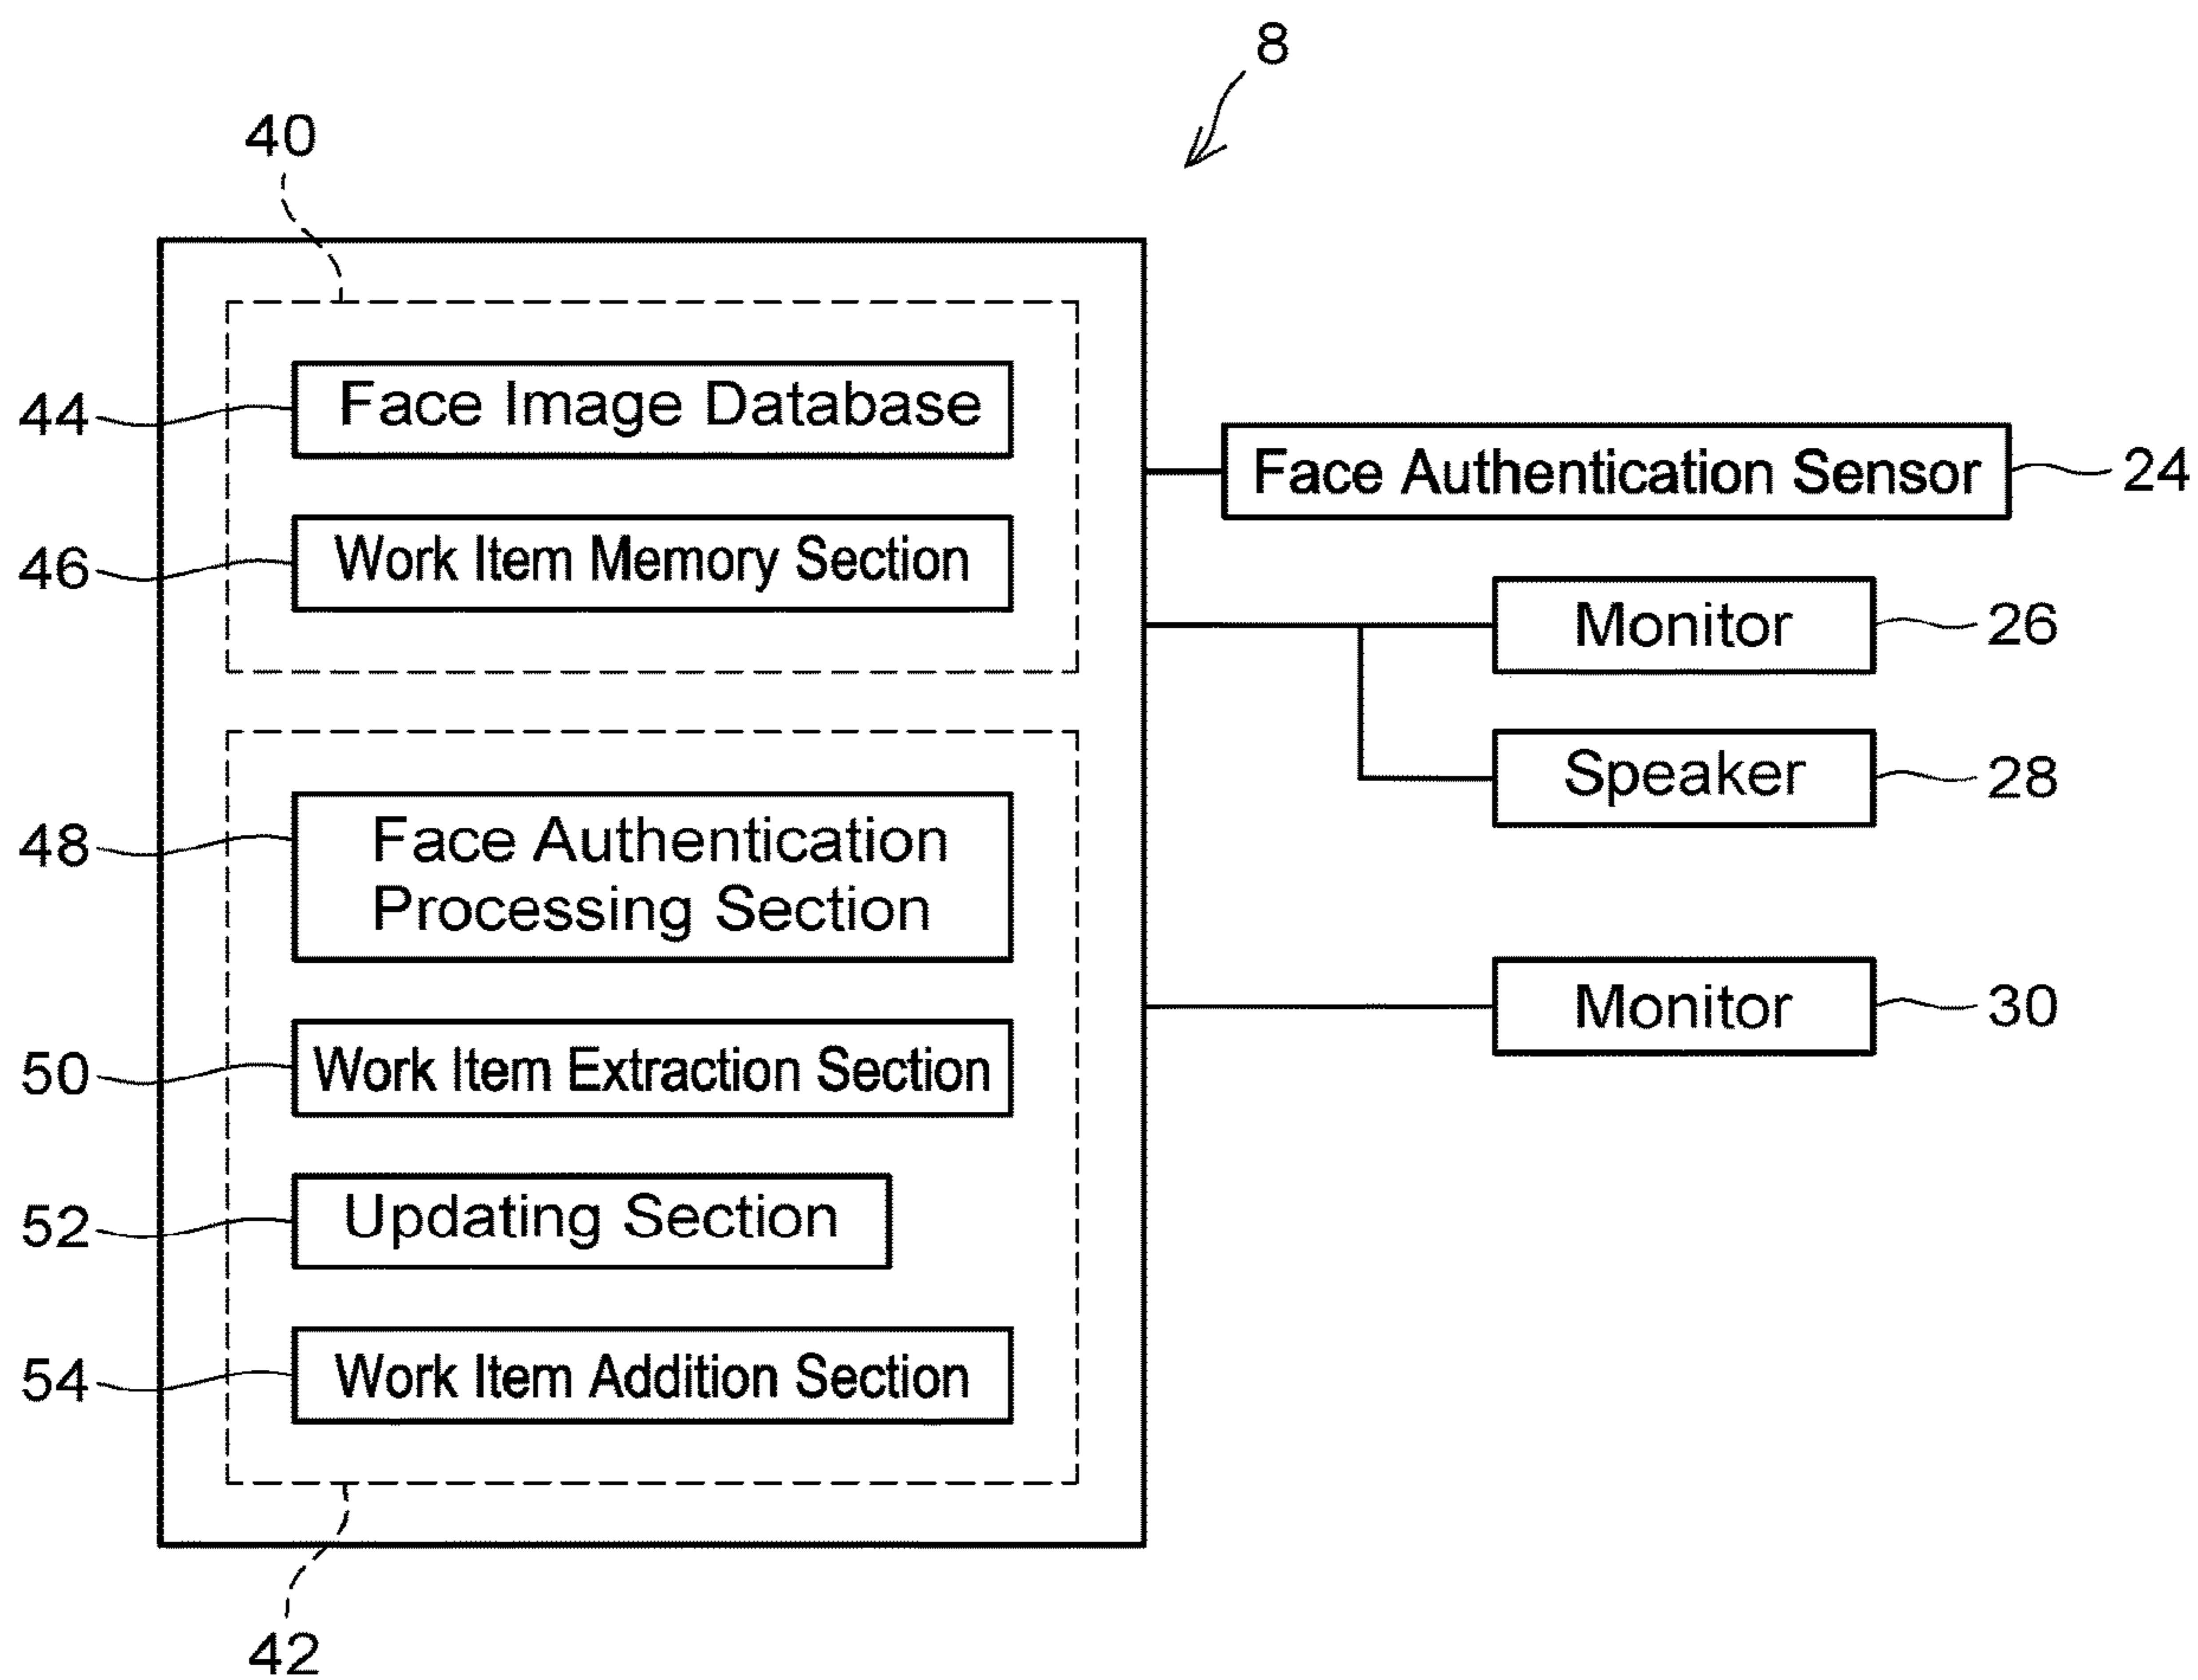 8
40
44 Face Image Database
Face Authentication Sensor 24
46 Work Item Memory Section
Monitor 26
Speaker 28
48 Face Authentication
Processing Section
Monitor 30
50 Work Item Extraction Section
52 Updating Section
54 Work Item Addition Section
42